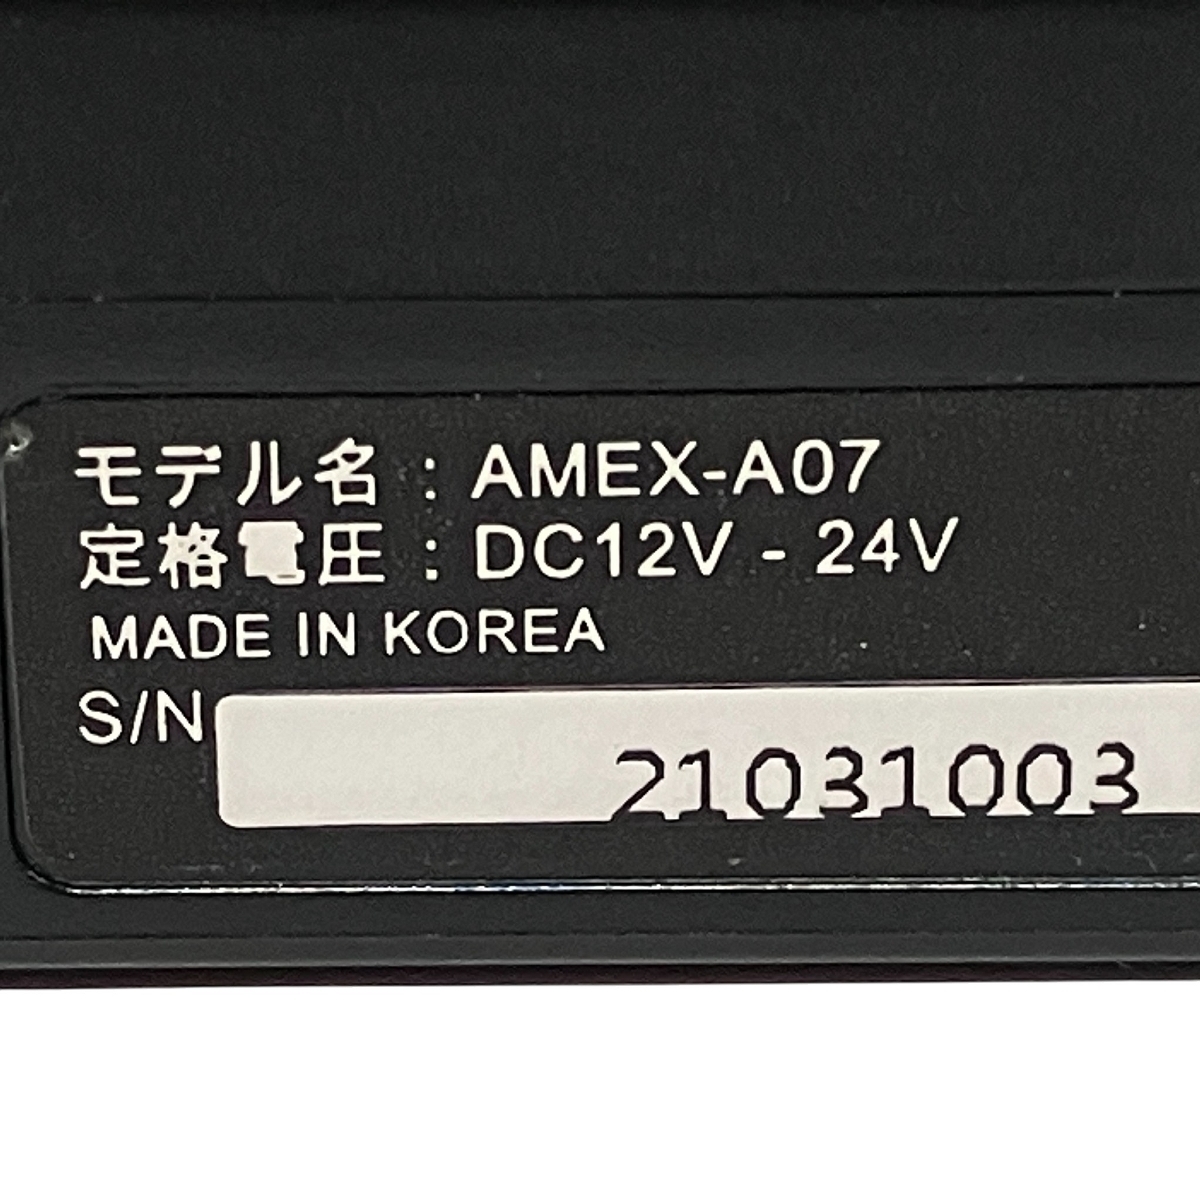 モデル名 : AMEX-A07
定格電圧 : DC12V - 24V
MADE IN KOREA
S/N 21031003